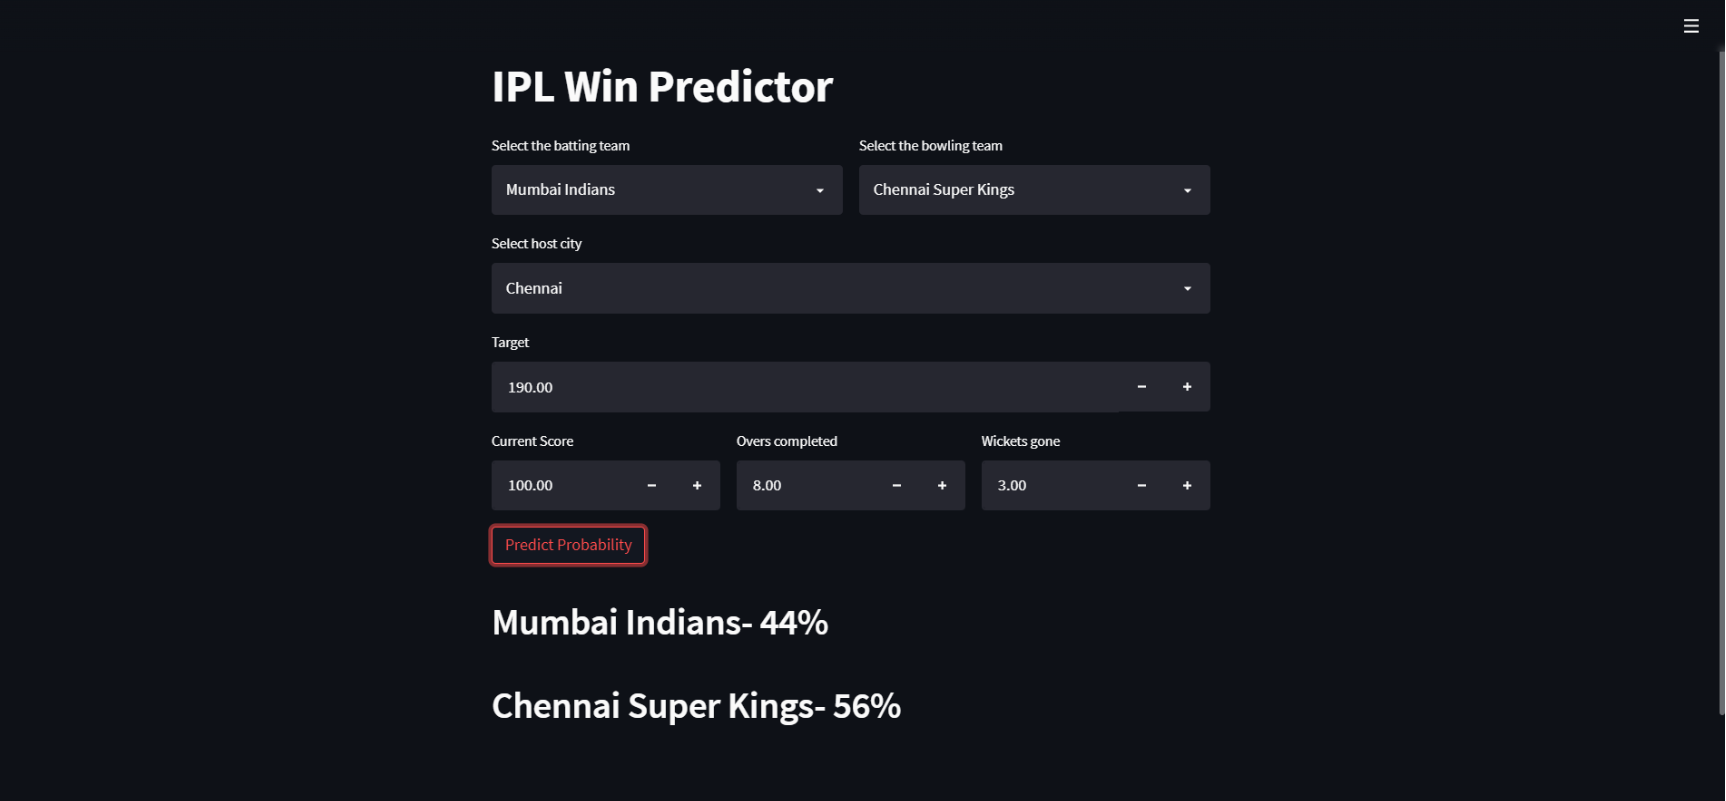 IPL Win Predictor
Select the batting team
Select the bowling team
Mumbai Indians
Chennai Super Kings
Select host city
Chennai
Target
190.00
Current Score
Overs completed
Wickets gone
100.00
8.00
3.00
Predict Probability
Mumbai Indians- 44%
Chennai Super Kings- 56%